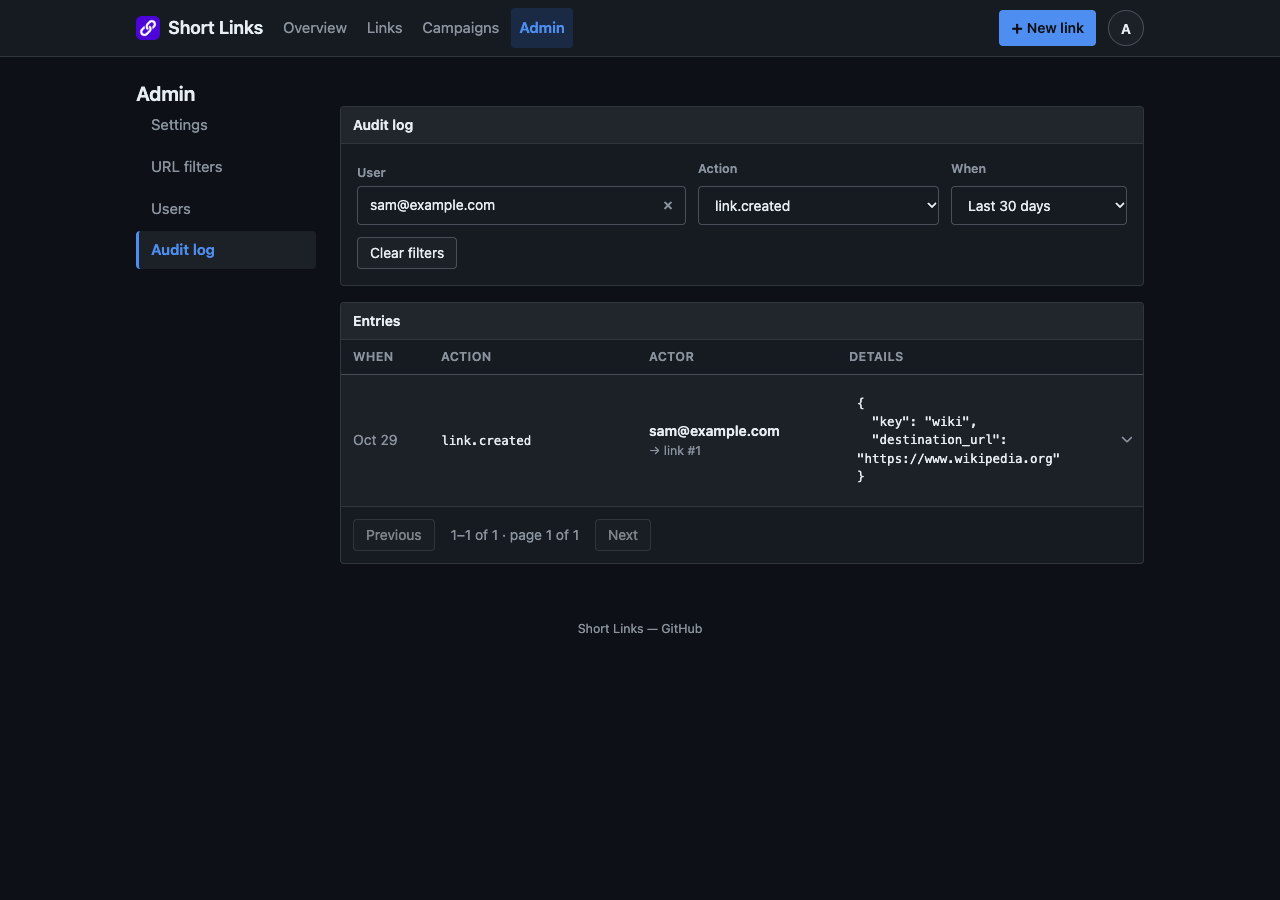 Short Links Overview Links Campaigns Admin + New link A
Admin
Settings
URL filters
Users
Audit log
Audit log
User Action When
sam@example.com × link.created Last 30 days
Clear filters
Entries
WHEN ACTION ACTOR DETAILS
Oct 29 link.created sam@example.com
→ link #1
{
"key": "wiki",
"destination_url":
"https://www.wikipedia.org"
}
Previous 1–1 of 1 · page 1 of 1 Next
Short Links — GitHub